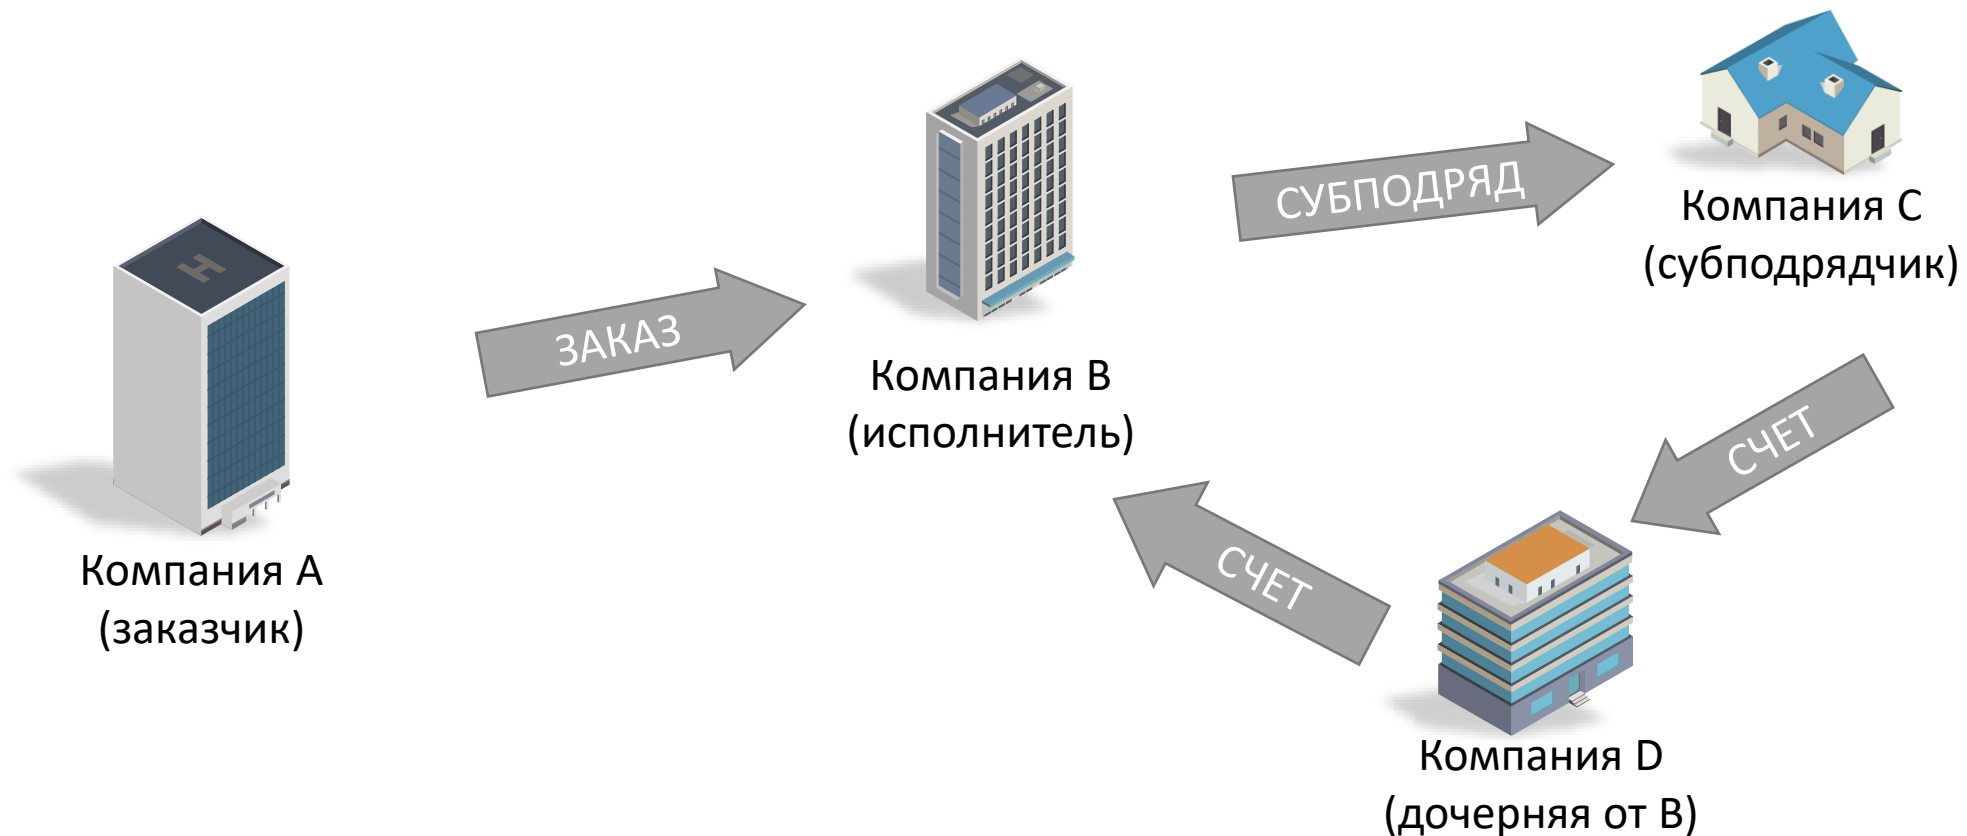 СУБПОДРЯД
Компания С
(субподрядчик)
ЗАКАЗ
Компания В
(исполнитель)
СЧЕТ
СЧЕТ
Компания А
(заказчик)
Компания D
(дочерняя от В)